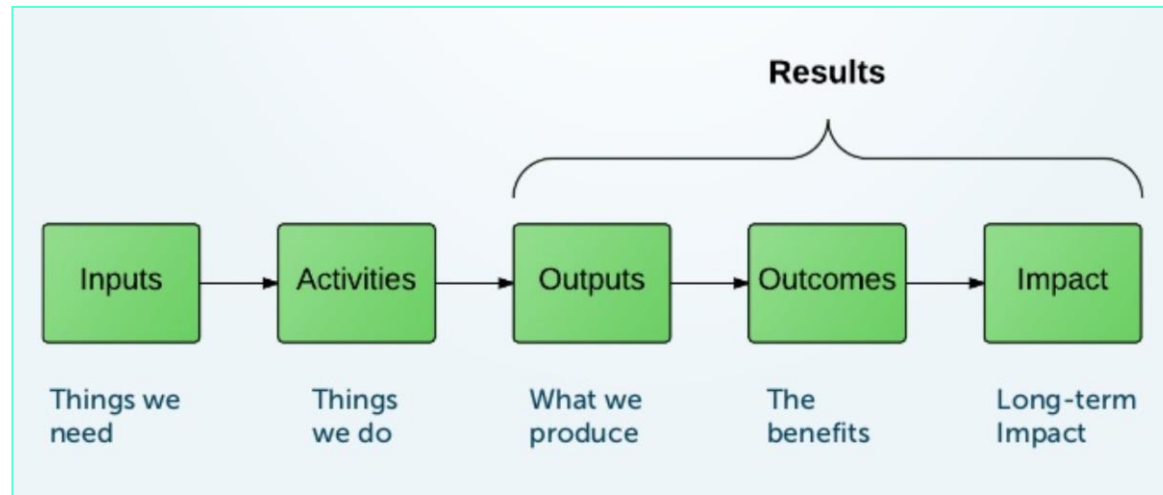 Results
Inputs
Activities
Outputs
Outcomes
Impact
Things we
need
Things
we do
What we
produce
The
benefits
Long-term
Impact